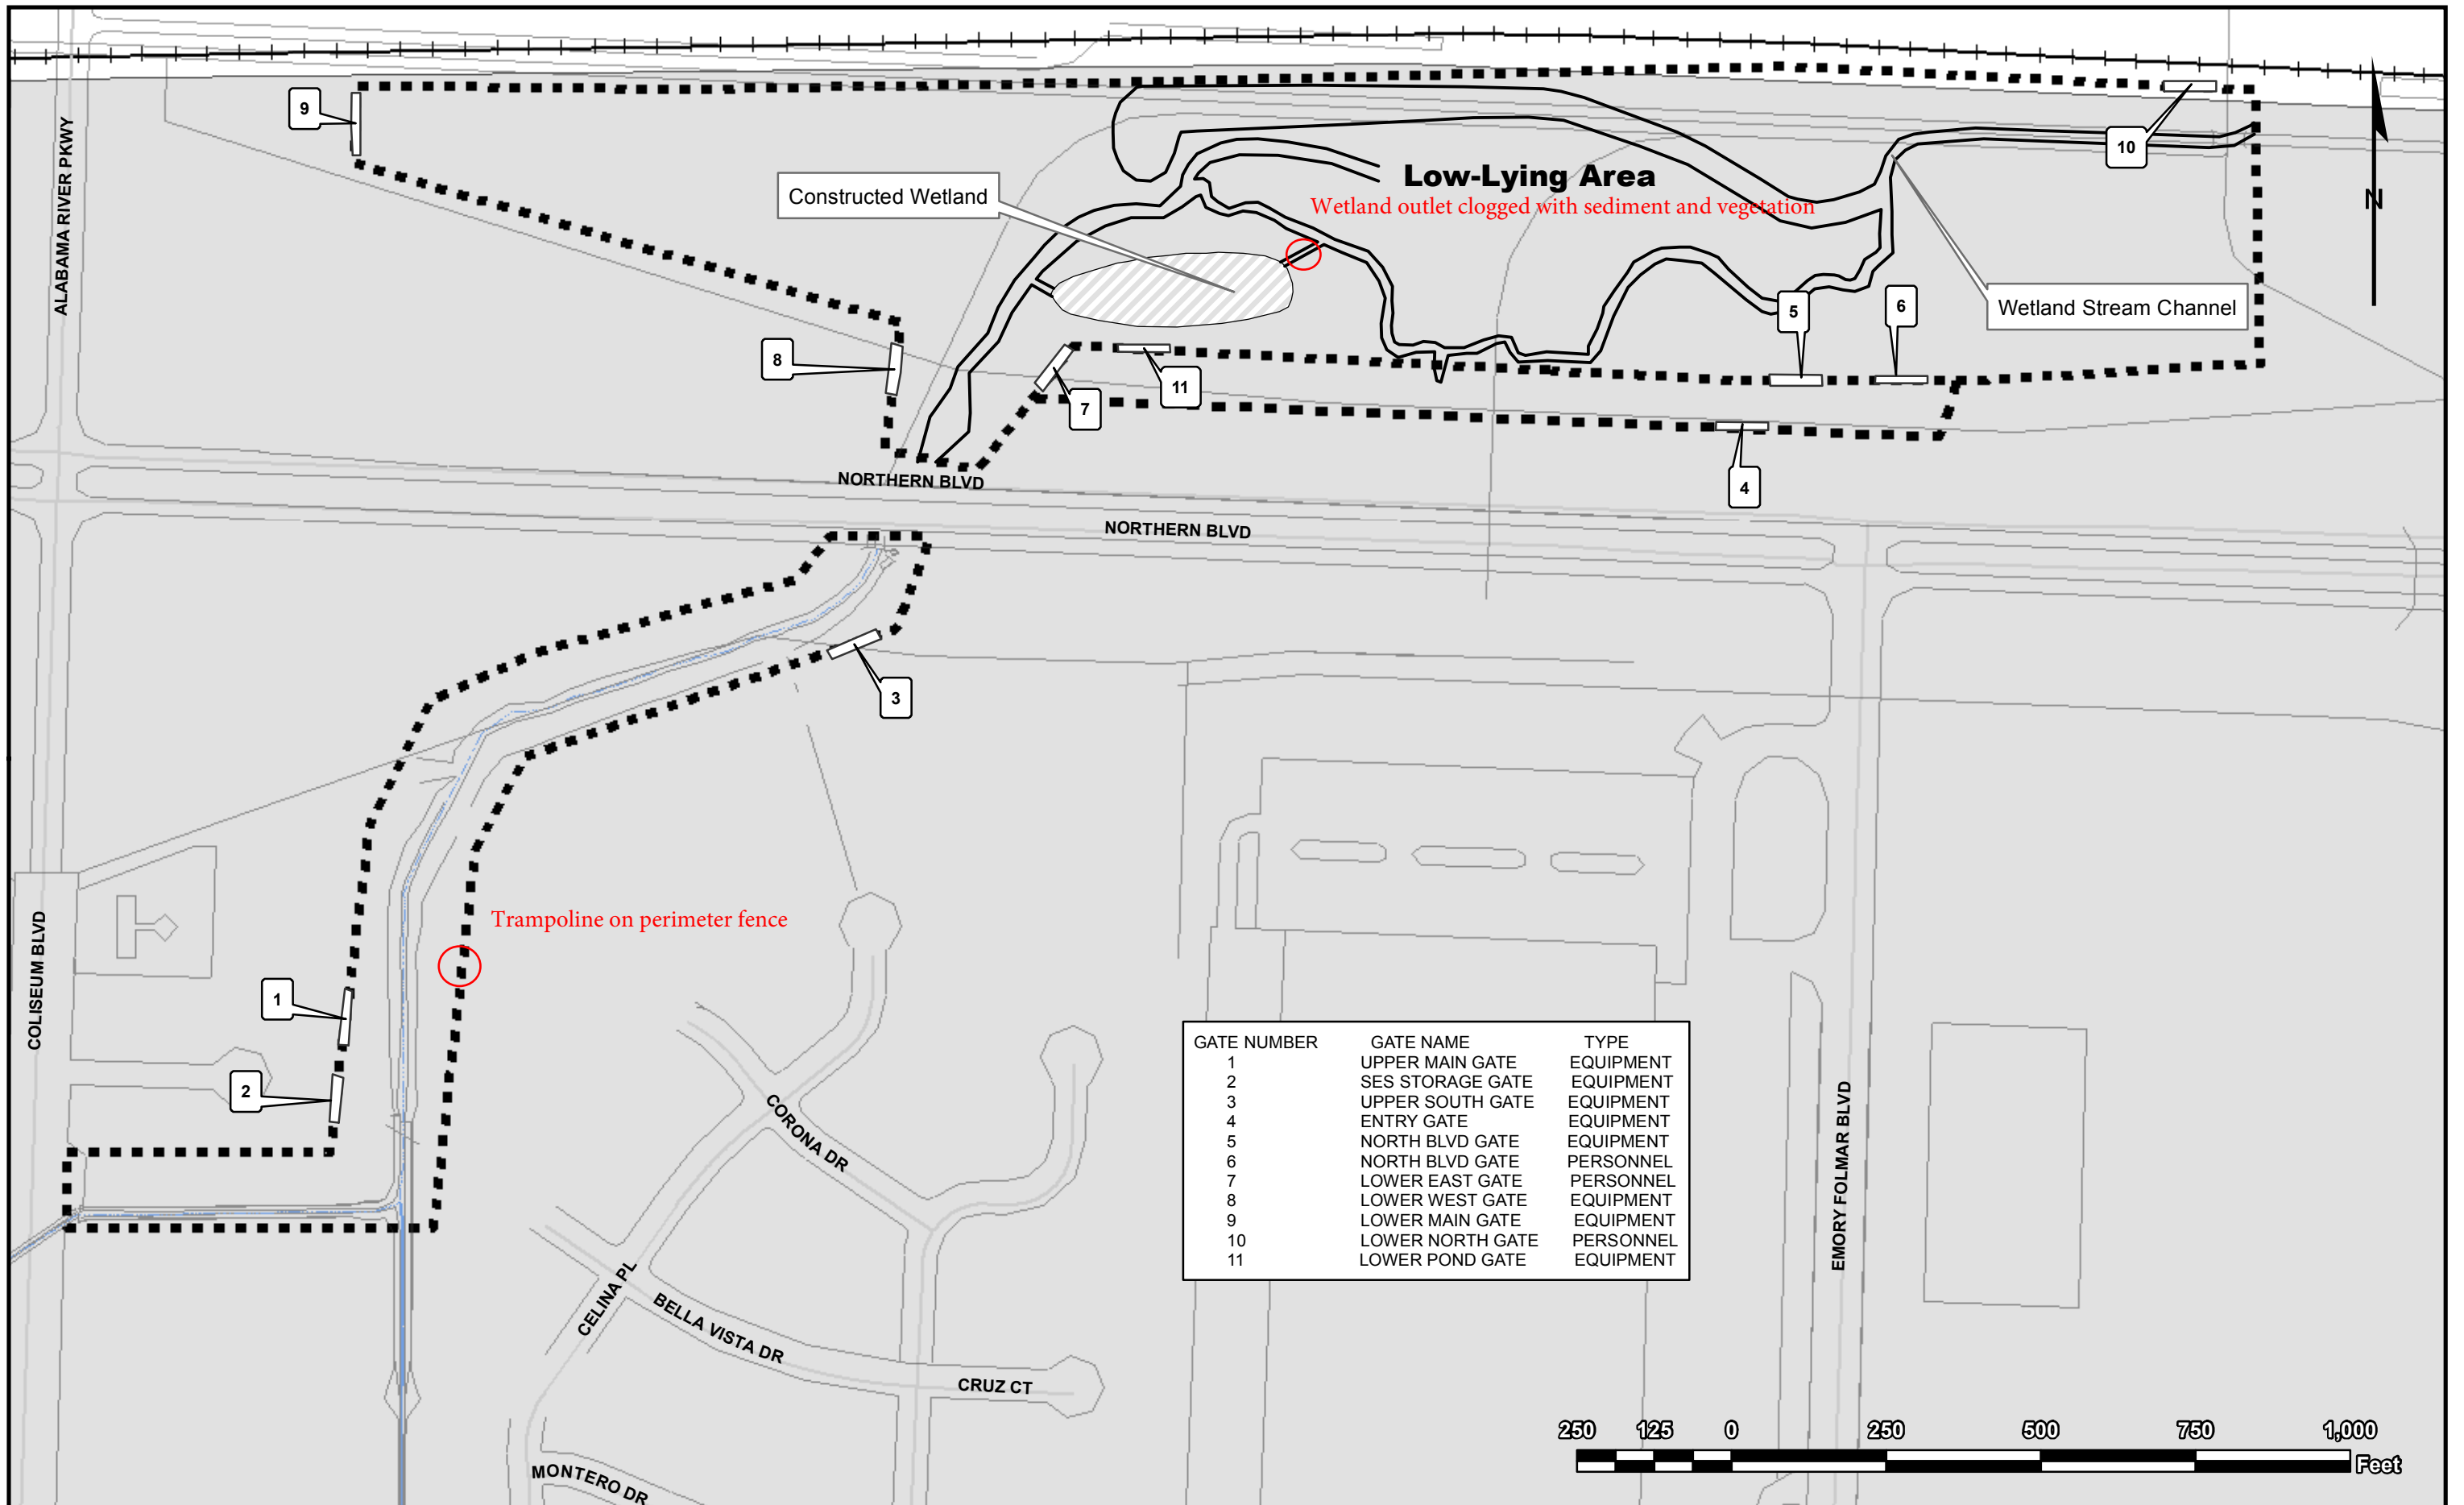 9
10
ALABAMA RIVER PKWY
Low-Lying Area
Constructed Wetland
Wetland outlet clogged with sediment and vegetation
N
5
6
Wetland Stream Channel
8
11
7
4
NORTHERN BLVD
NORTHERN BLVD
3
Trampoline on perimeter fence
COLISEUM BLVD
1
2
CORONA DR
GATE NUMBER GATE NAME TYPE
1 UPPER MAIN GATE EQUIPMENT
2 SES STORAGE GATE EQUIPMENT
3 UPPER SOUTH GATE EQUIPMENT
4 ENTRY GATE EQUIPMENT
5 NORTH BLVD GATE EQUIPMENT
6 NORTH BLVD GATE PERSONNEL
7 LOWER EAST GATE PERSONNEL
8 LOWER WEST GATE EQUIPMENT
9 LOWER MAIN GATE EQUIPMENT
10 LOWER NORTH GATE PERSONNEL
11 LOWER POND GATE EQUIPMENT
EMORY FOLMAR BLVD
CELINA PL
BELLA VISTA DR
CRUZ CT
MONTERO DR
250 125 0 250 500 750 1,000
Feet